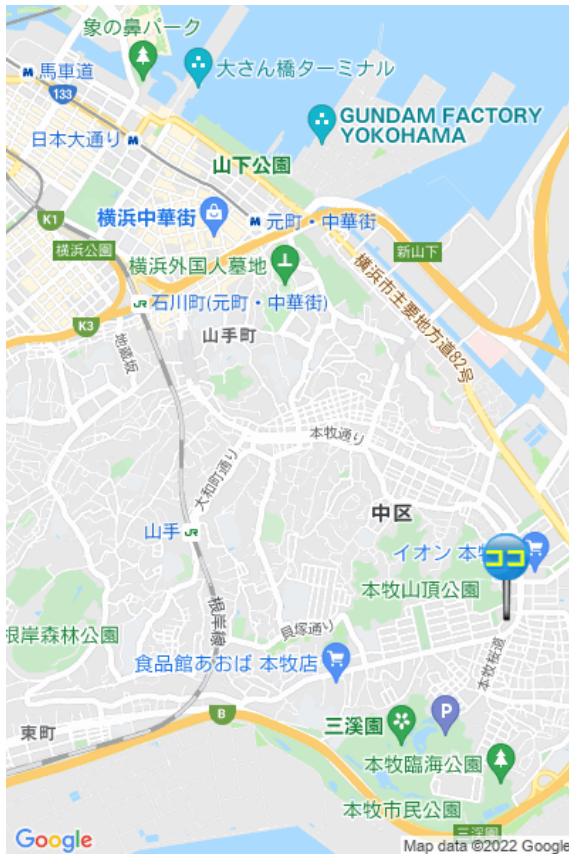 象の鼻パーク
馬車道
大さん橋ターミナル
133
GUNDAM FACTORY
YOKOHAMA
日本大通り
山下公園
K1
横浜中華街
元町・中華街
横浜公園
横浜外国人墓地
新山下
横浜市主要地方道82号
JR
石川町(元町・中華街)
K3
山手町
地蔵坂
本牧通り
大和町通り
中区
山手
JR
イオン 本牧
ココ
本牧山頂公園
根岸線
貝塚通り
根岸森林公園
食品館あおば 本牧店
本牧桜道
B
東町
三溪園
P
本牧臨海公園
本牧市民公園
三溪園
Google
Map data ©2022 Google